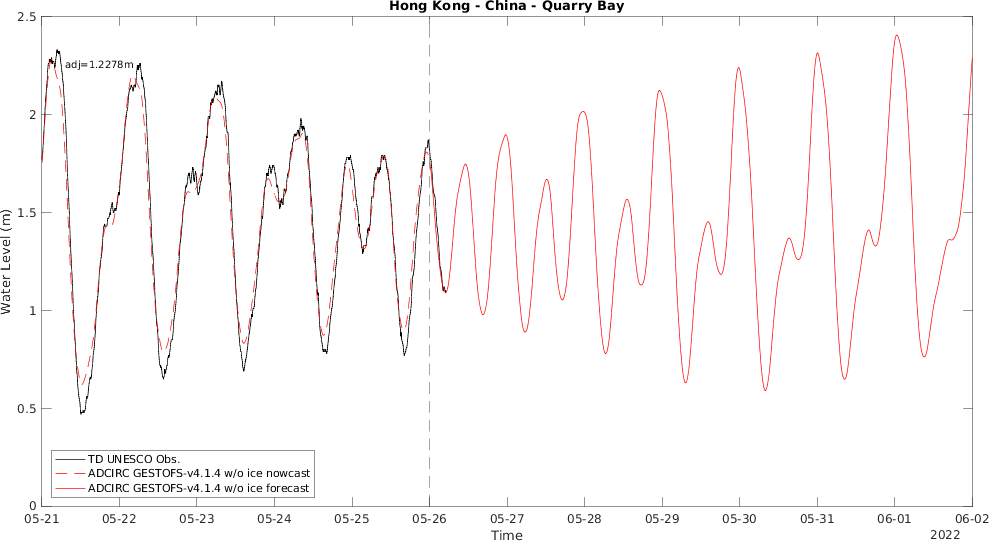 Hong Kong - China - Quarry Bay
2.5
adj=1.2278m
2
1.5
Water Level (m)
1
0.5
TD UNESCO Obs.
ADCIRC GESTOFS-v4.1.4 w/o ice nowcast
ADCIRC GESTOFS-v4.1.4 w/o ice forecast
0
05-21 05-22 05-23 05-24 05-25 05-26 05-27 05-28 05-29 05-30 05-31 06-01 06-02
Time
2022